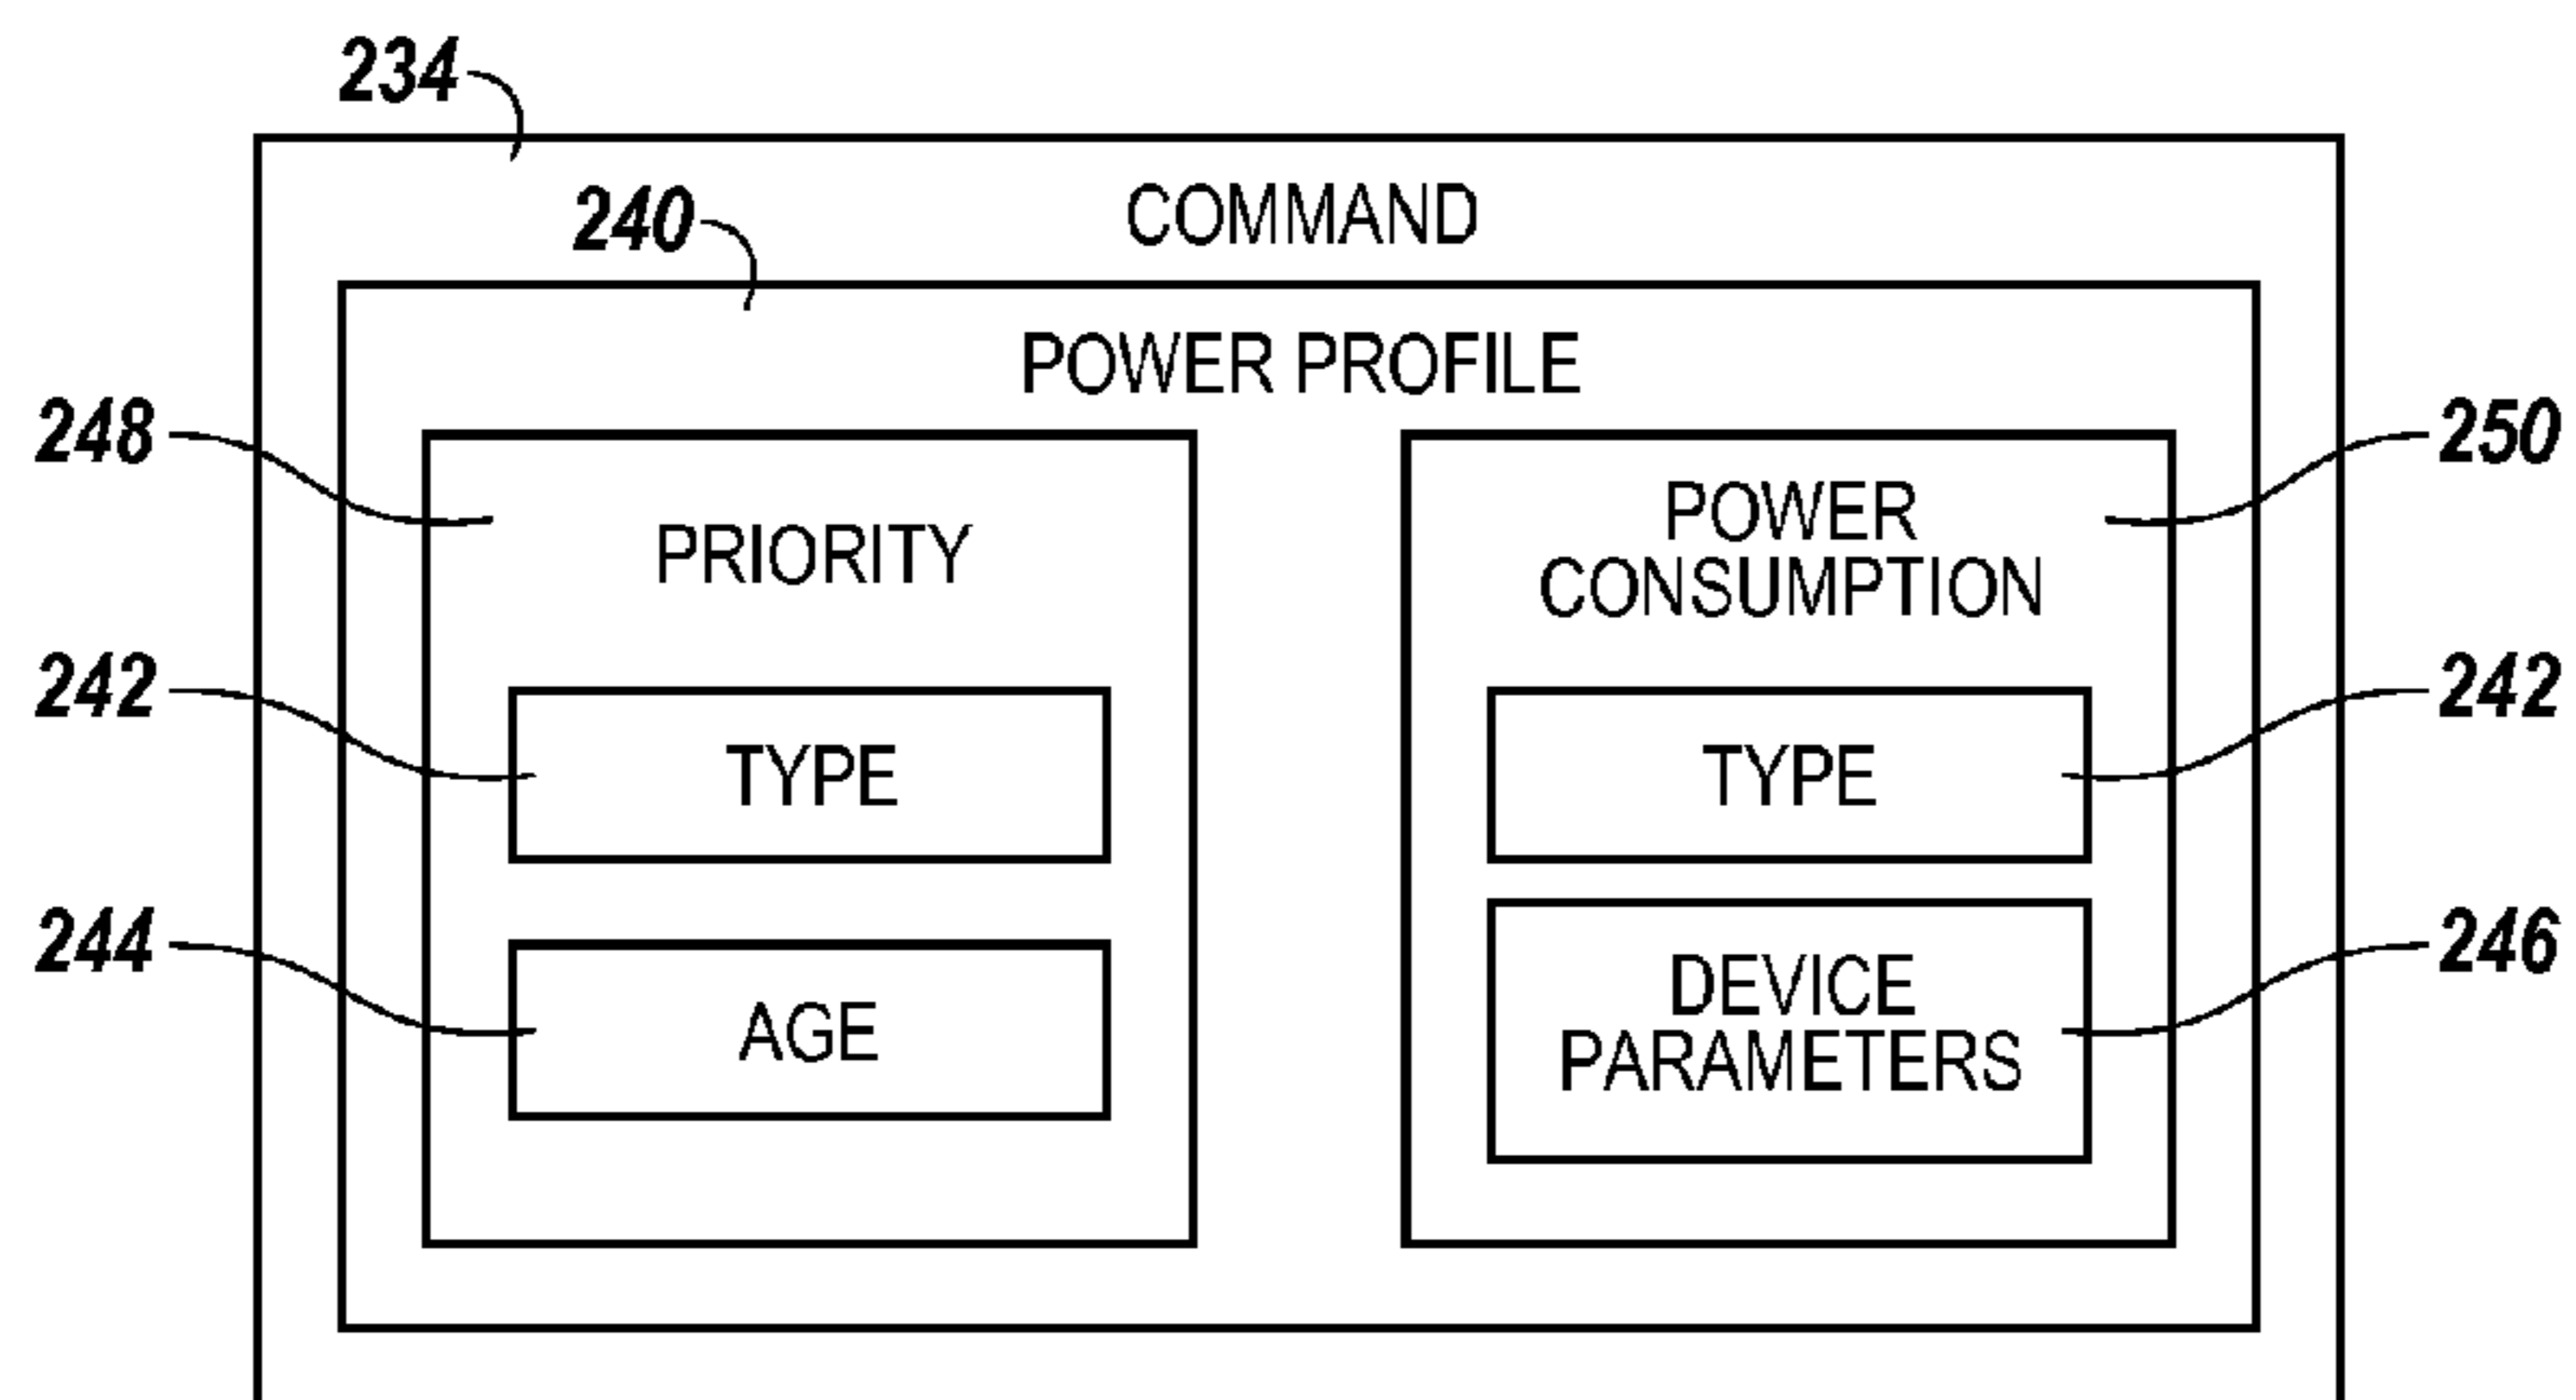 234
COMMAND
240
POWER PROFILE
248
PRIORITY
250
POWER
CONSUMPTION
242
TYPE
TYPE
242
244
AGE
DEVICE
PARAMETERS
246